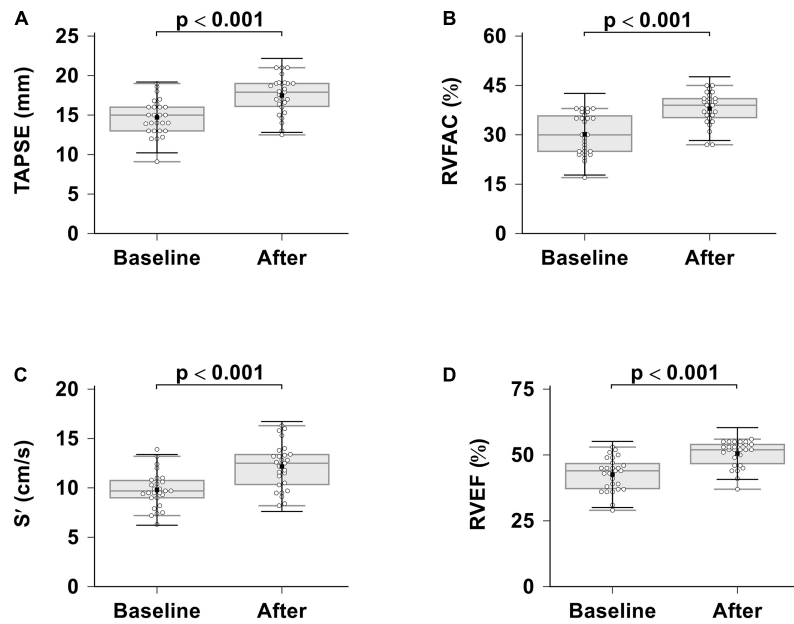 A
p < 0.001
TAPSE (mm)
25
20
15
10
5
0
Baseline
After
B
p < 0.001
RVFAC (%)
60
45
30
15
0
Baseline
After
C
p < 0.001
S′ (cm/s)
20
15
10
5
0
Baseline
After
D
p < 0.001
RVEF (%)
75
50
25
0
Baseline
After